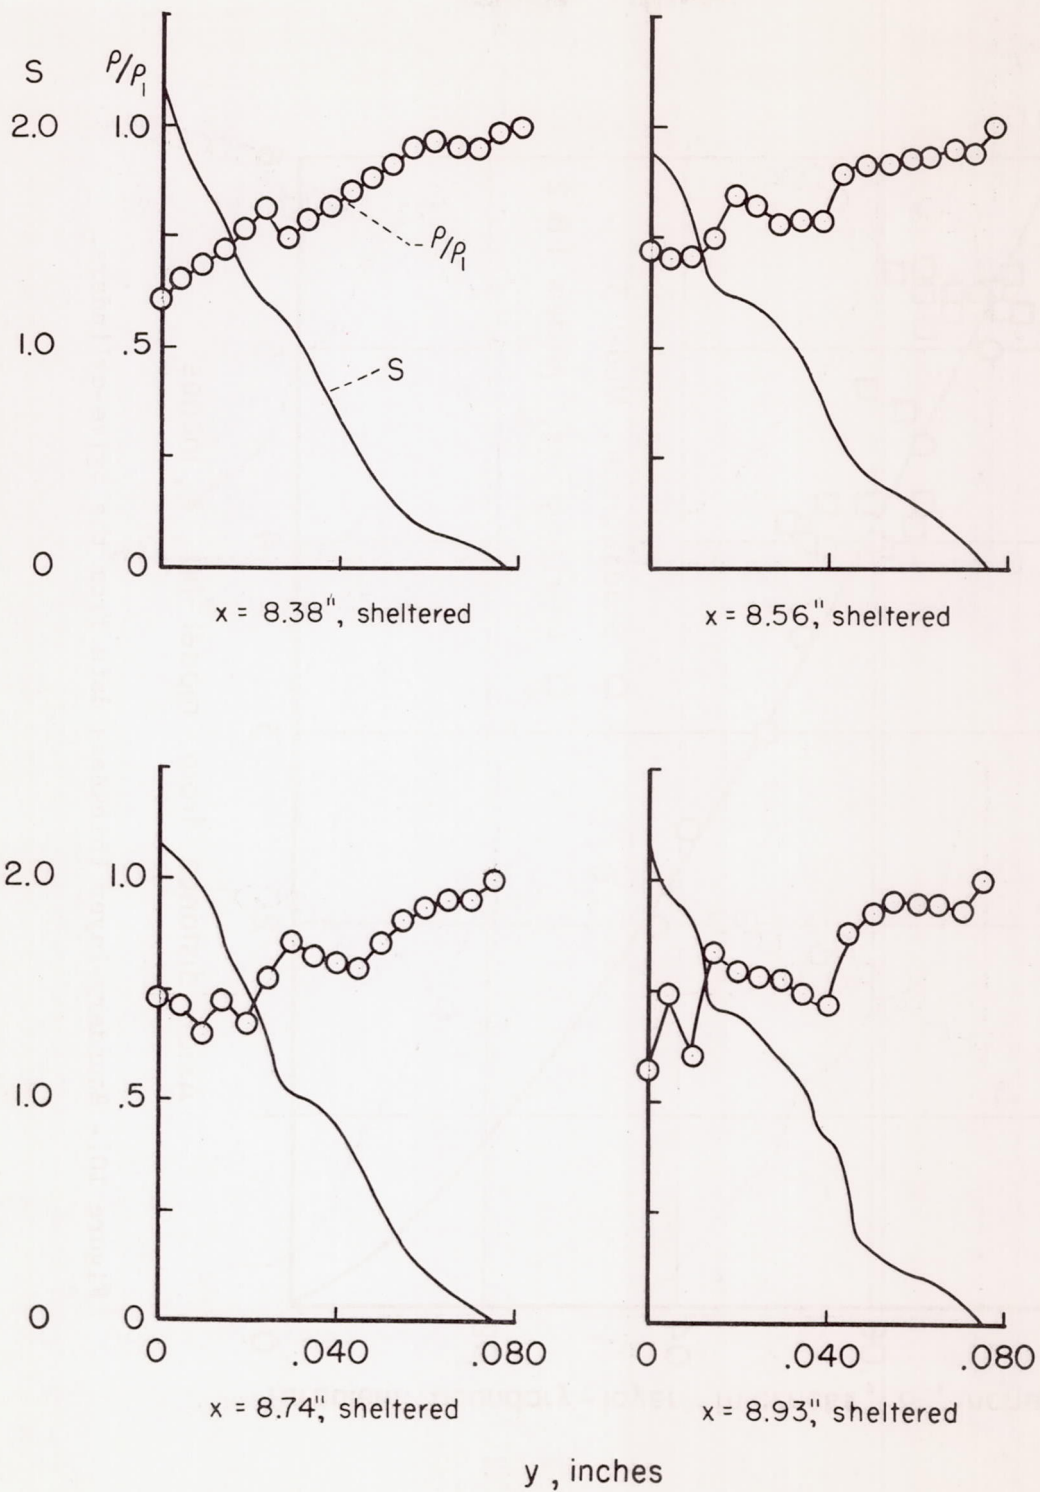 S ρ/ρ₁
2.0 1.0
ρ/ρ₁
1.0 .5
S
0 0
x = 8.38", sheltered
x = 8.56," sheltered
2.0 1.0
1.0 .5
0 0
0 .040 .080
0 .040 .080
x = 8.74," sheltered
x = 8.93," sheltered
y , inches